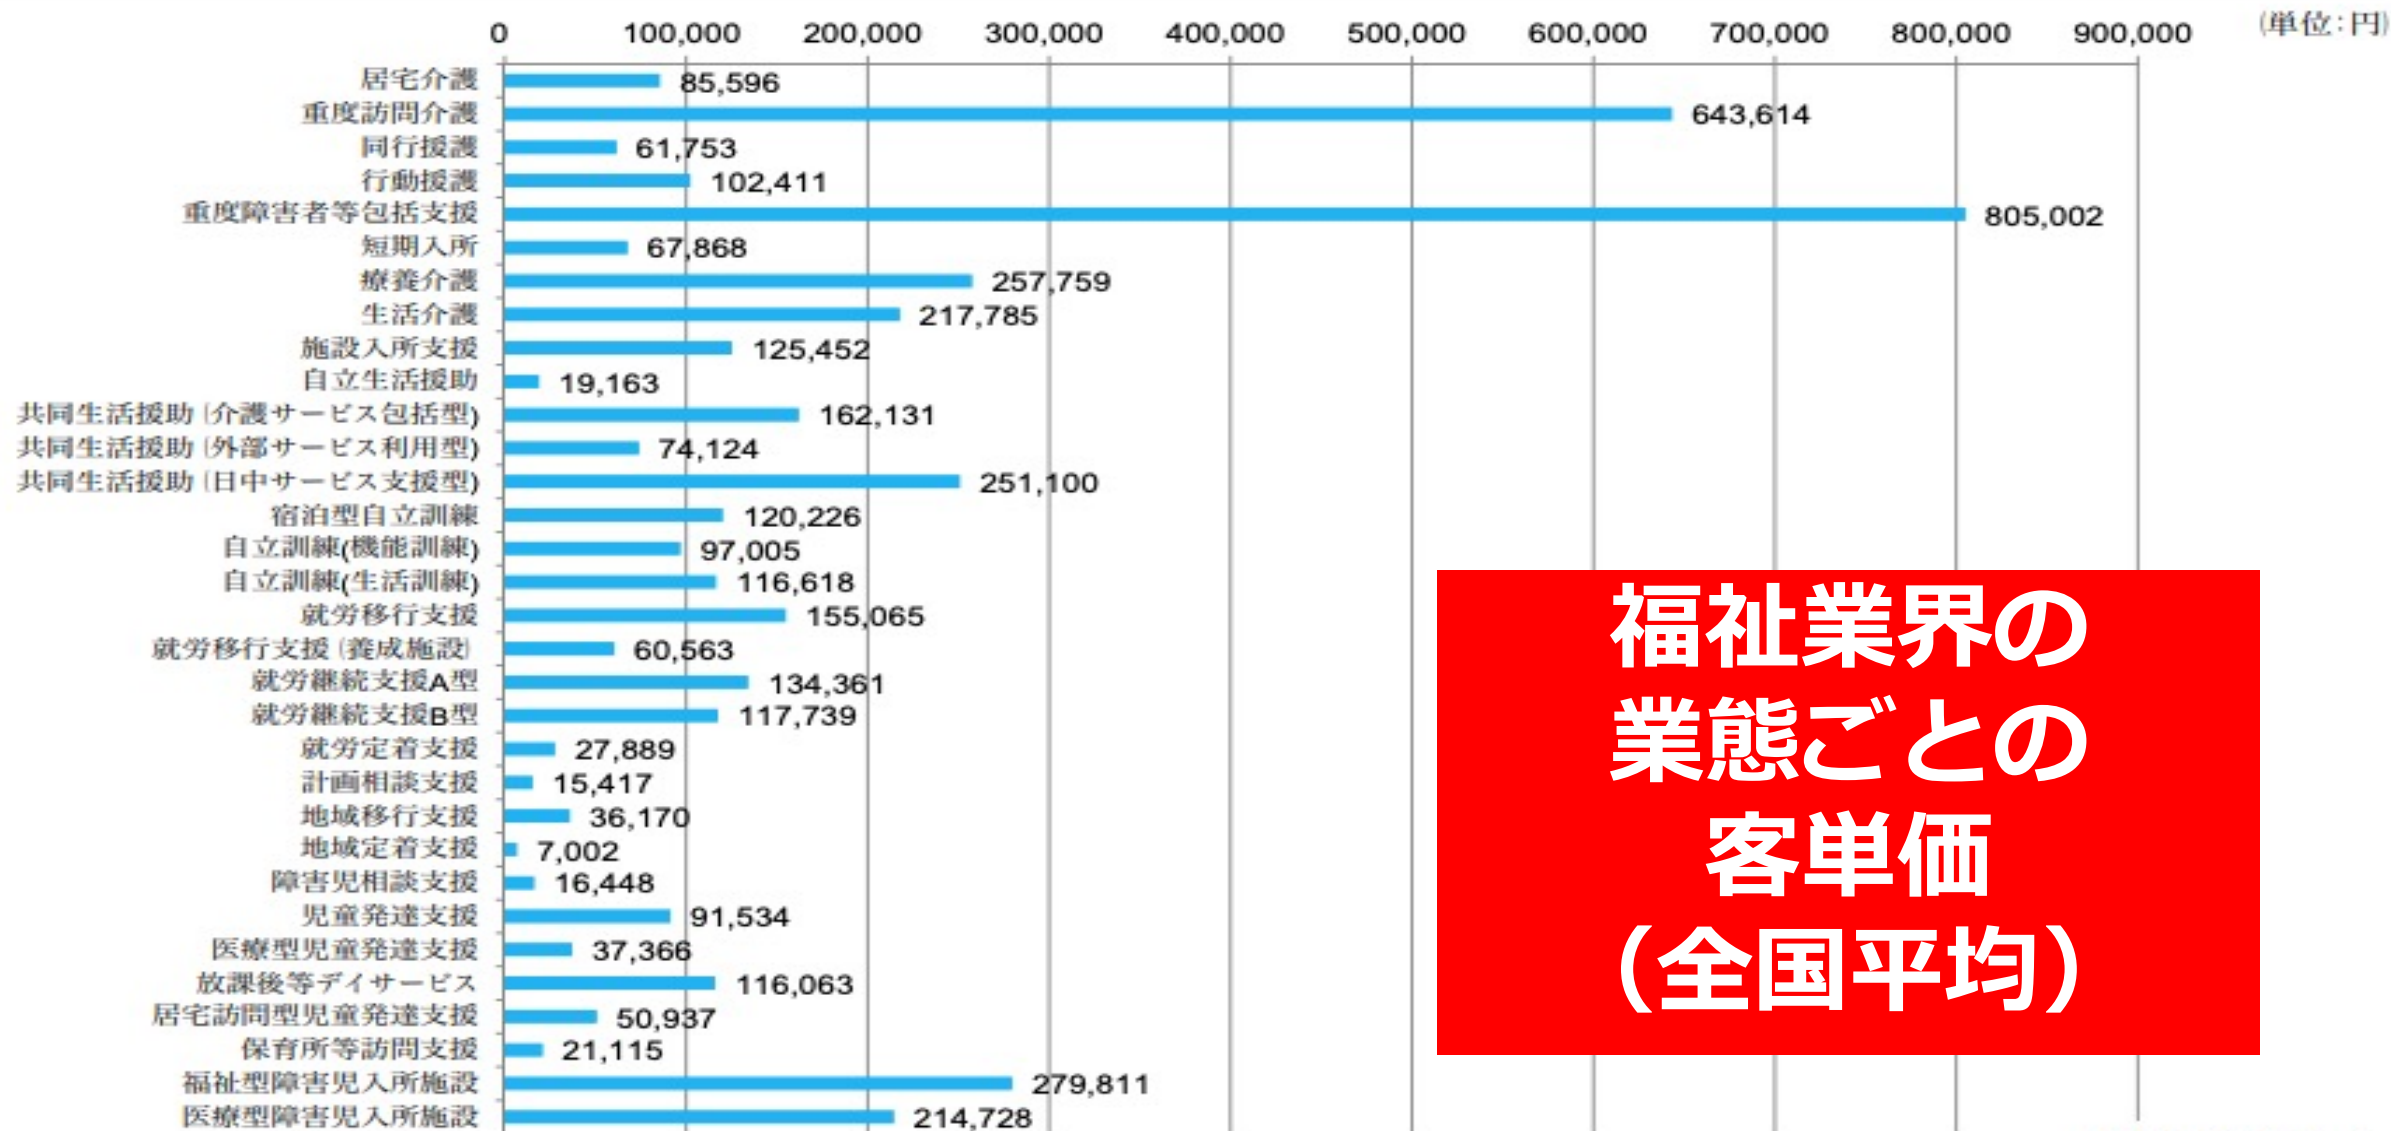 0 100,000 200,000 300,000 400,000 500,000 600,000 700,000 800,000 900,000 (単位:円)
居宅介護 85,596
重度訪問介護 643,614
同行援護 61,753
行動援護 102,411
重度障害者等包括支援 805,002
短期入所 67,868
療養介護 257,759
生活介護 217,785
施設入所支援 125,452
自立生活援助 19,163
共同生活援助(介護サービス包括型) 162,131
共同生活援助(外部サービス利用型) 74,124
共同生活援助(日中サービス支援型) 251,100
宿泊型自立訓練 120,226
自立訓練(機能訓練) 97,005
自立訓練(生活訓練) 116,618
就労移行支援 155,065
就労移行支援(養成施設) 60,563
就労継続支援A型 134,361
就労継続支援B型 117,739
就労定着支援 27,889
計画相談支援 15,417
地域移行支援 36,170
地域定着支援 7,002
障害児相談支援 16,448
児童発達支援 91,534
医療型児童発達支援 37,366
放課後等デイサービス 116,063
居宅訪問型児童発達支援 50,937
保育所等訪問支援 21,115
福祉型障害児入所施設 279,811
医療型障害児入所施設 214,728
福祉業界の
業態ごとの
客単価
(全国平均)